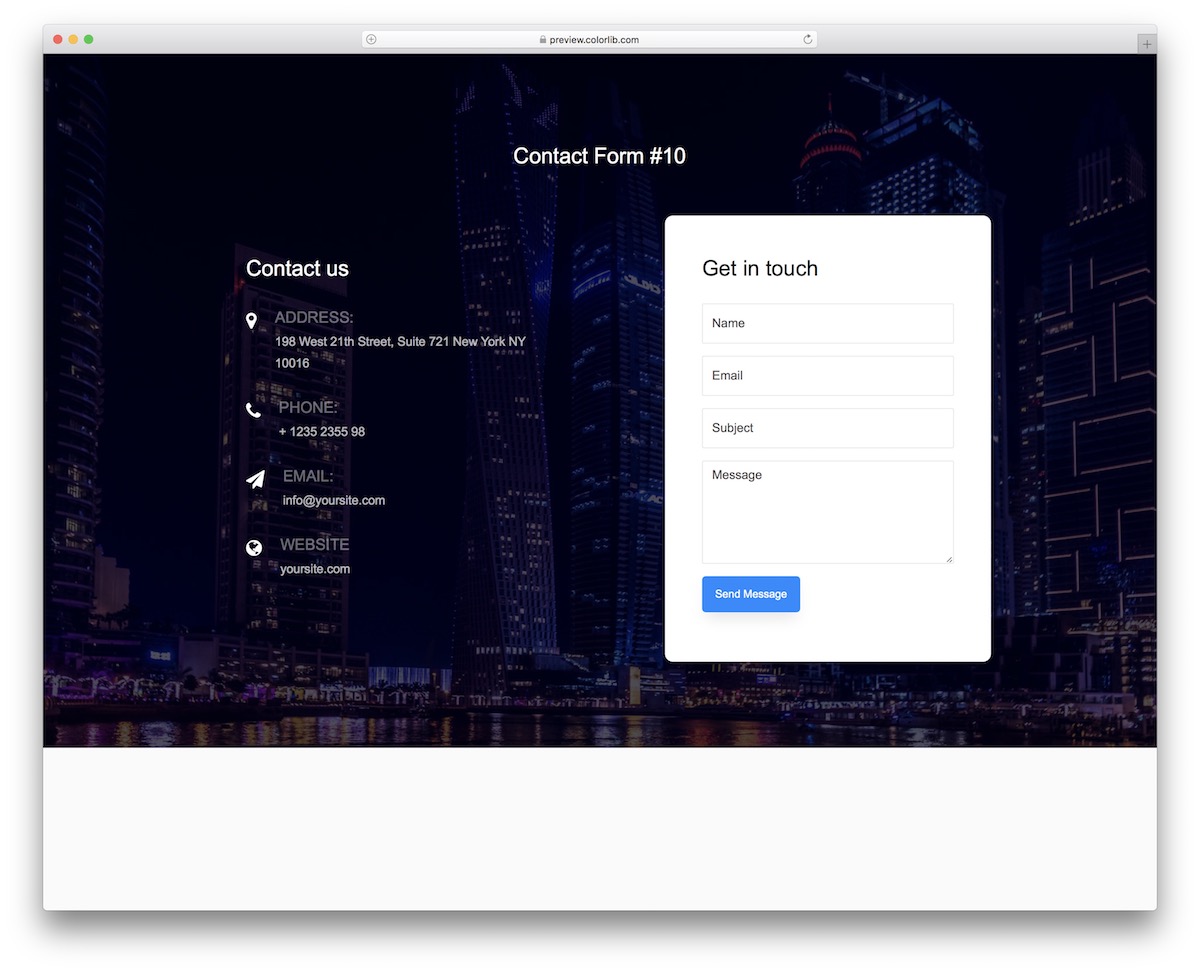 preview.colorlib.com
Contact Form #10
Contact us
ADDRESS:
198 West 21th Street, Suite 721 New York NY
10016
PHONE:
+ 1235 2355 98
EMAIL:
info@yoursite.com
WEBSITE
yoursite.com
Get in touch
Name
Email
Subject
Message
Send Message